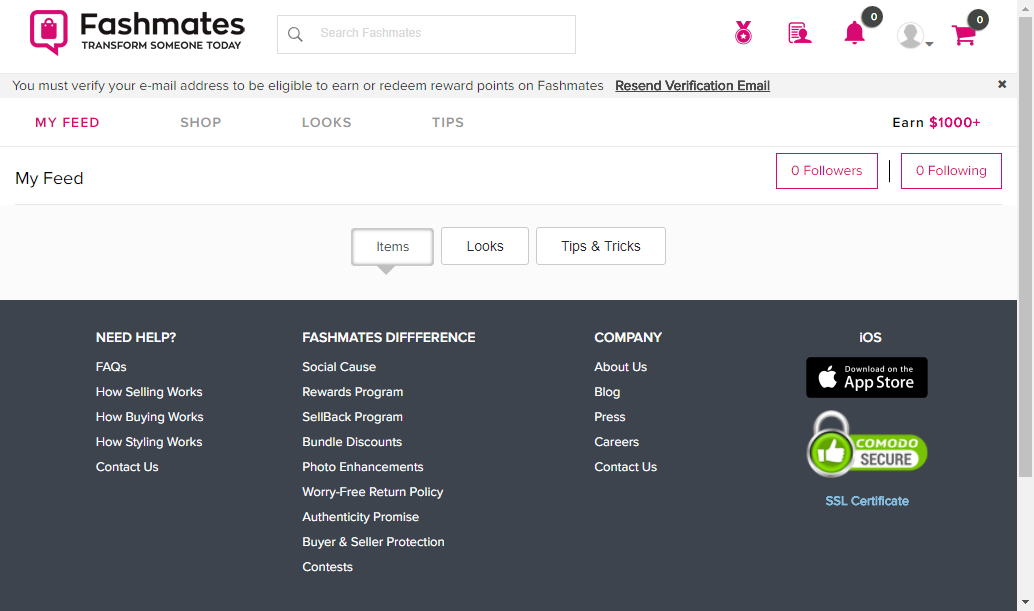 Fashmates
TRANSFORM SOMEONE TODAY
Search Fashmates
0
0
You must verify your e-mail address to be eligible to earn or redeem reward points on Fashmates Resend Verification Email
MY FEED SHOP LOOKS TIPS Earn $1000+
My Feed 0 Followers 0 Following
Items Looks Tips & Tricks
NEED HELP?
FAQs
How Selling Works
How Buying Works
How Styling Works
Contact Us
FASHMATES DIFFFERENCE
Social Cause
Rewards Program
SellBack Program
Bundle Discounts
Photo Enhancements
Worry-Free Return Policy
Authenticity Promise
Buyer & Seller Protection
Contests
COMPANY
About Us
Blog
Press
Careers
Contact Us
iOS
Download on the
App Store
COMODO
SECURE
SSL Certificate